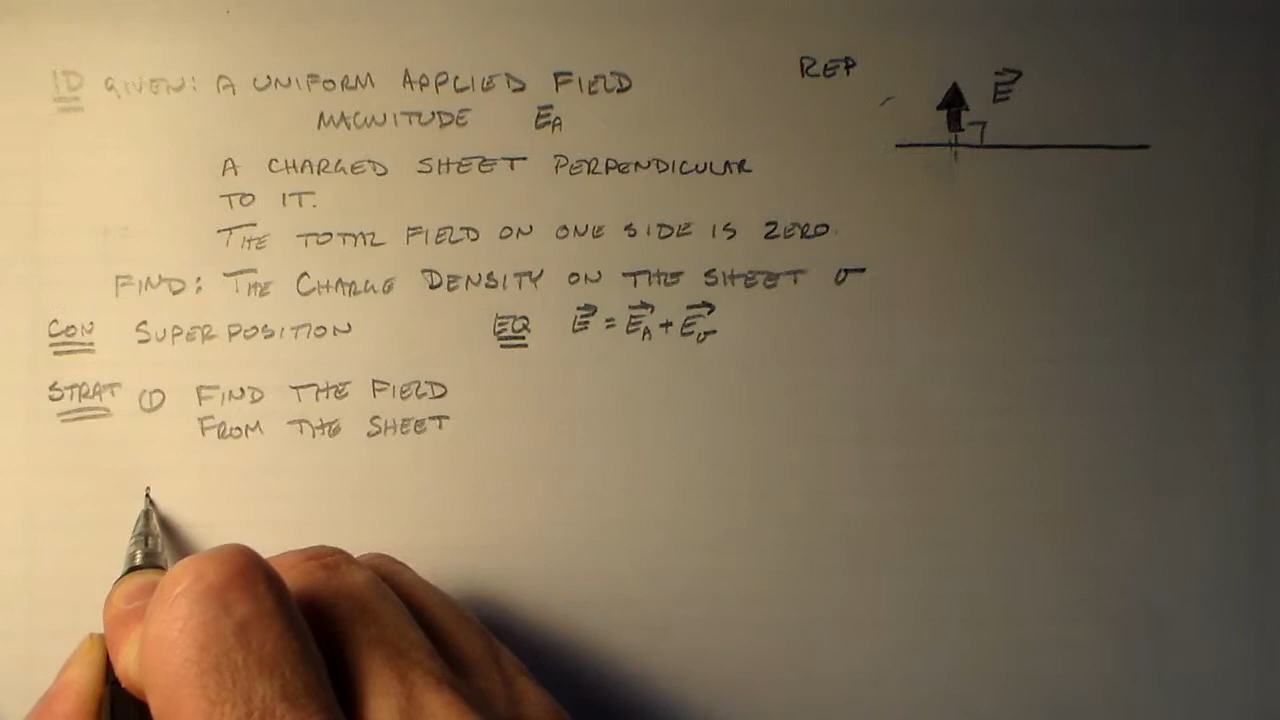 ID GIVEN: A UNIFORM APPLIED FIELD
MAGNITUDE E_A
A CHARGED SHEET PERPENDICULAR
TO IT.
THE TOTAL FIELD ON ONE SIDE IS ZERO.
FIND: THE CHARGE DENSITY ON THE SHEET σ
CON SUPERPOSITION
EQ E⃗ = E⃗_A + E⃗_σ
STRAT ① FIND THE FIELD
FROM THE SHEET
REP
E⃗